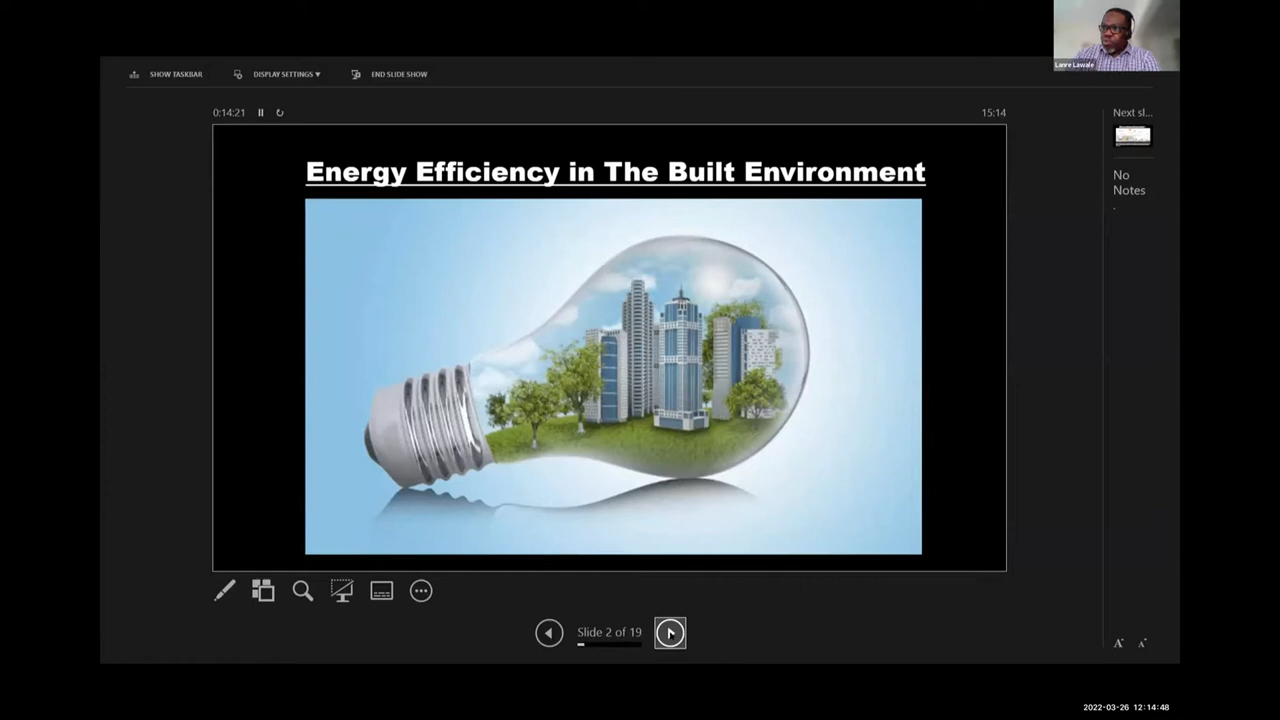 Lanre Lawale
SHOW TASKBAR
DISPLAY SETTINGS ▾
END SLIDE SHOW
0:14:21
15:14
Next sl...
Energy Efficiency in The Built Environment
No
Notes
.
Slide 2 of 19
A
A
2022-03-26 12:14:48